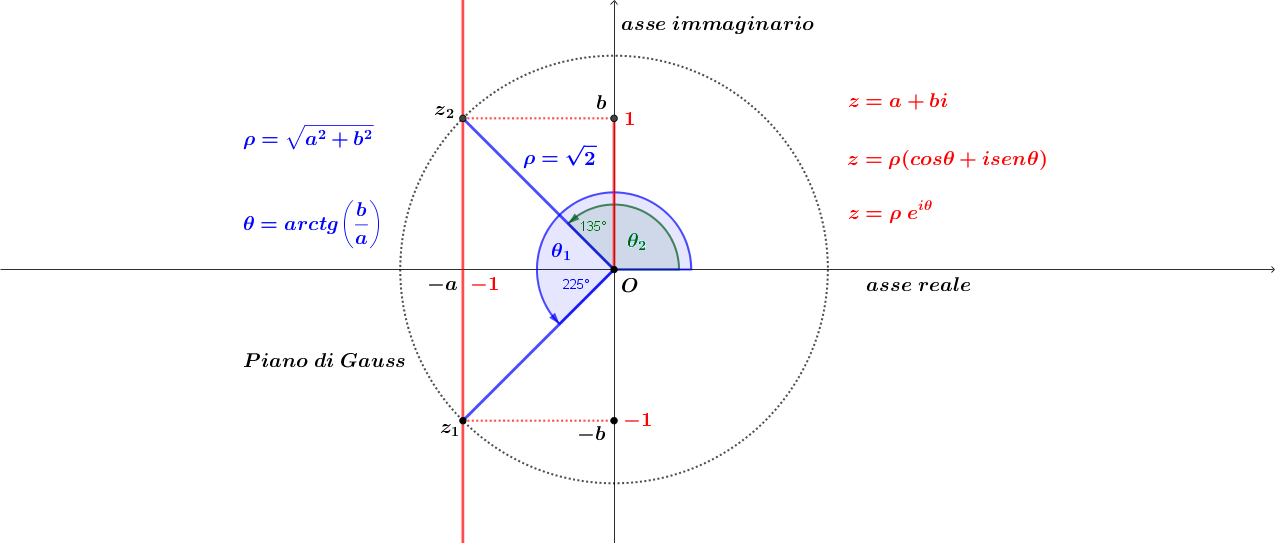 asse immaginario
z₂
b
1
z = a + bi
ρ = √(a² + b²)
ρ = √2
z = ρ(cosθ + isenθ)
θ = arctg(b/a)
z = ρ e^{iθ}
135°
θ₂
θ₁
225°
−a
−1
O
asse reale
Piano di Gauss
z₁
−b
−1